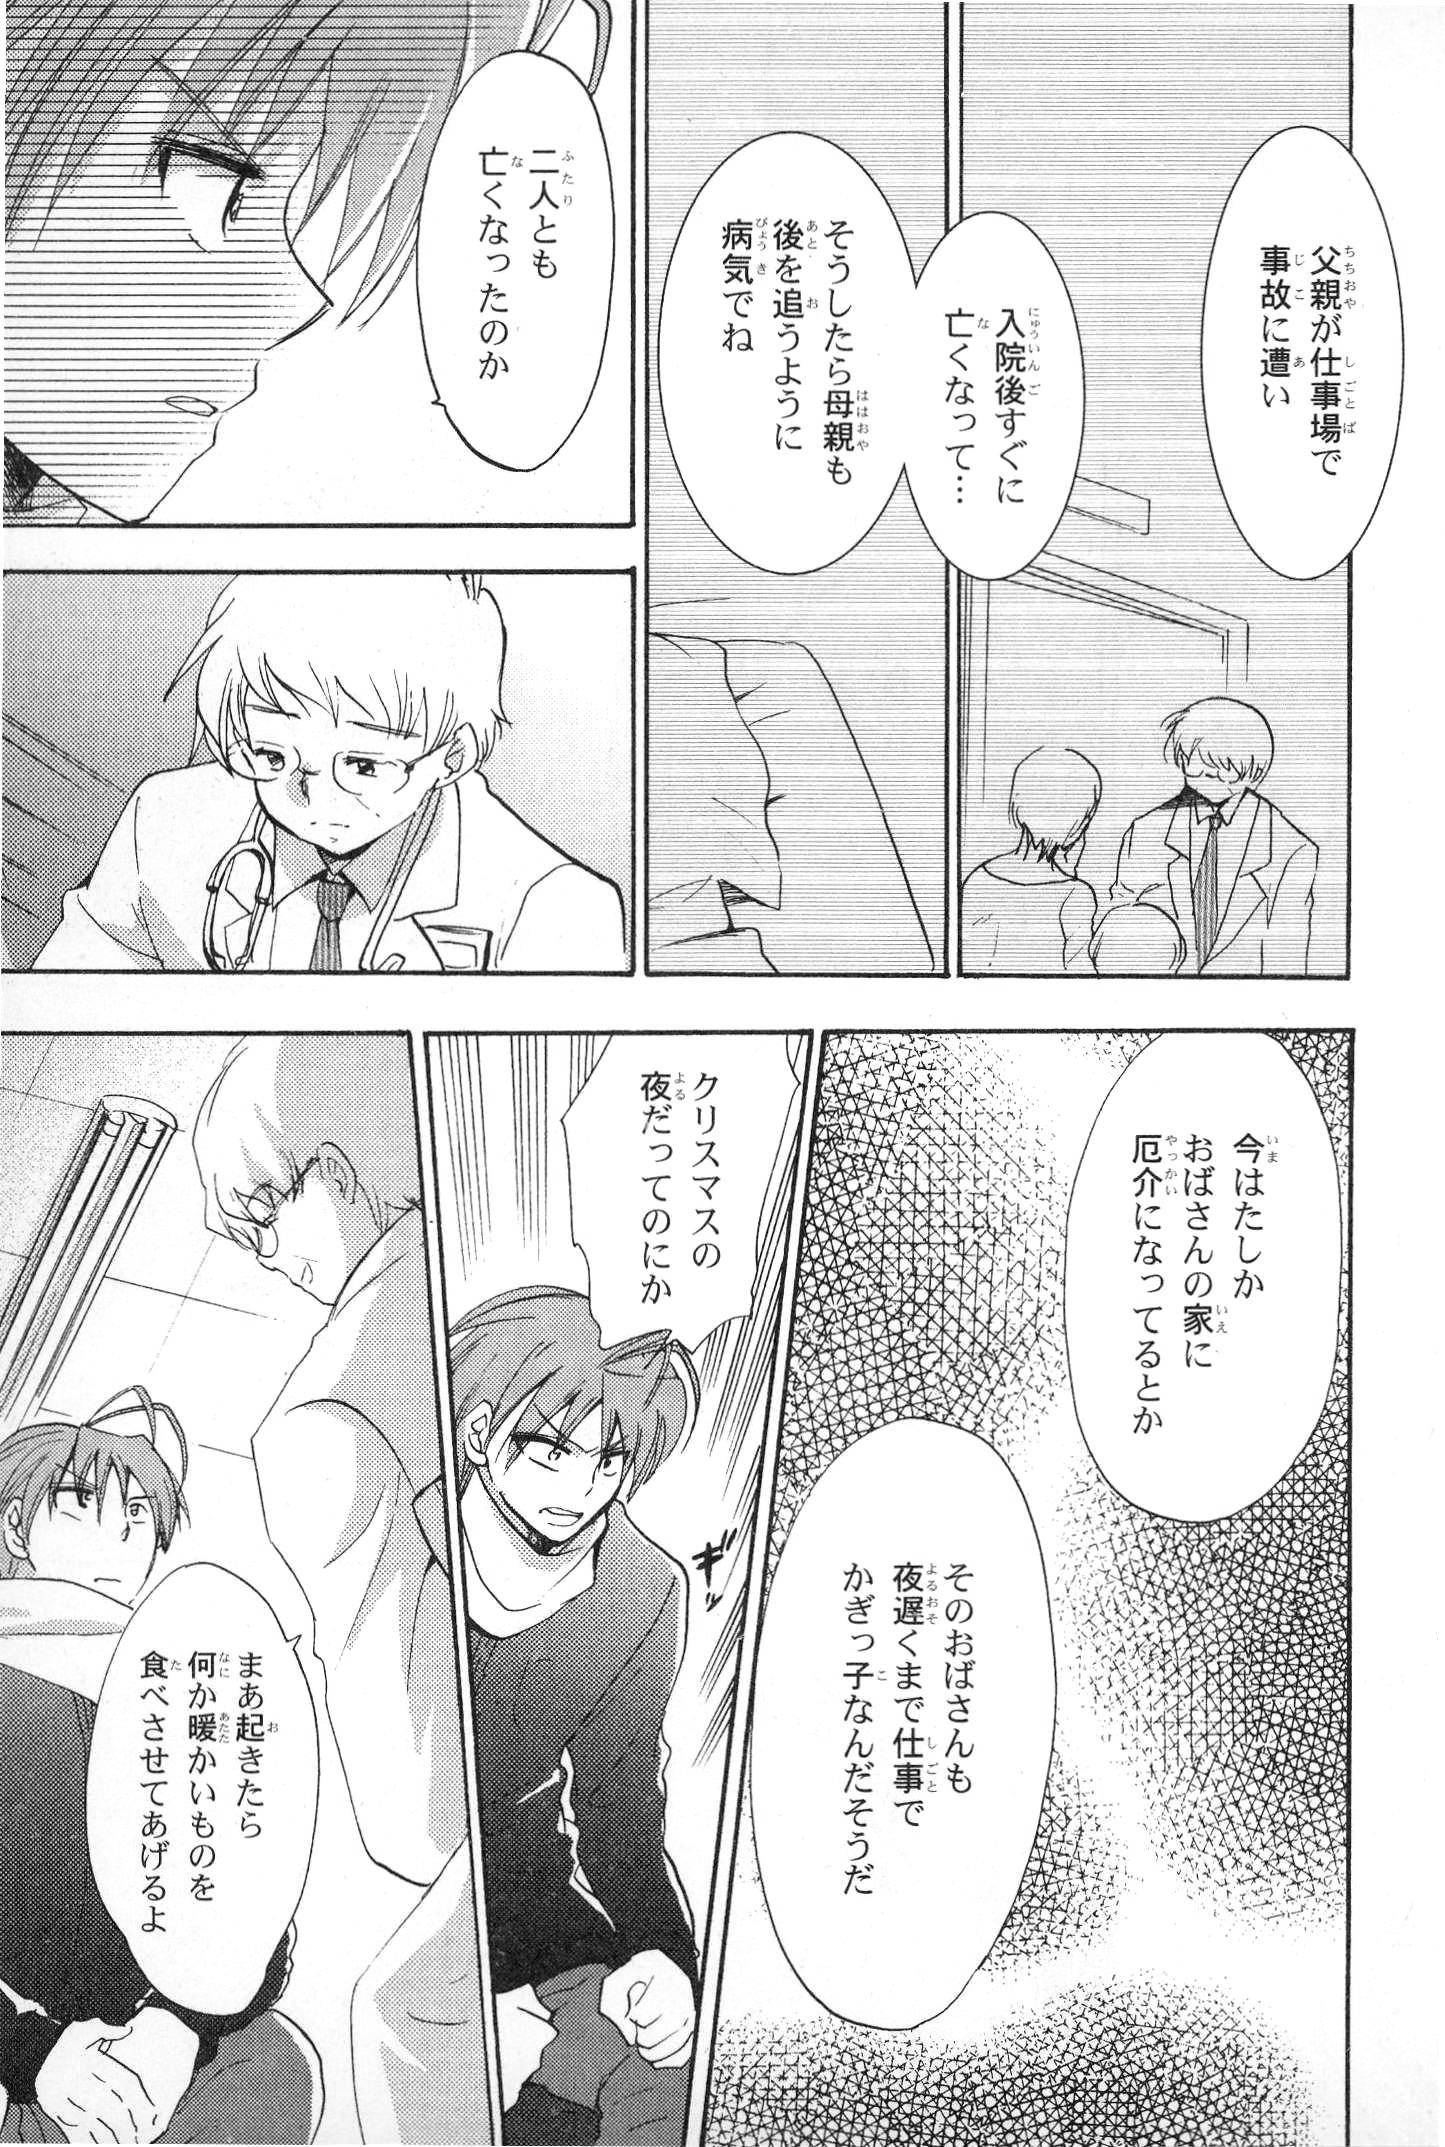 父親が仕事場で
事故に遭い
入院後すぐに
亡くなって…
そうしたら母親も
後を追うように
病気でね
二人とも
亡くなったのか
今はたしか
おばさんの家に
厄介になってるとか
そのおばさんも
夜遅くまで仕事で
かぎっ子なんだそうだ
クリスマスの
夜だってのにか
ギッ
まあ起きたら
何か暖かいものを
食べさせてあげるよ